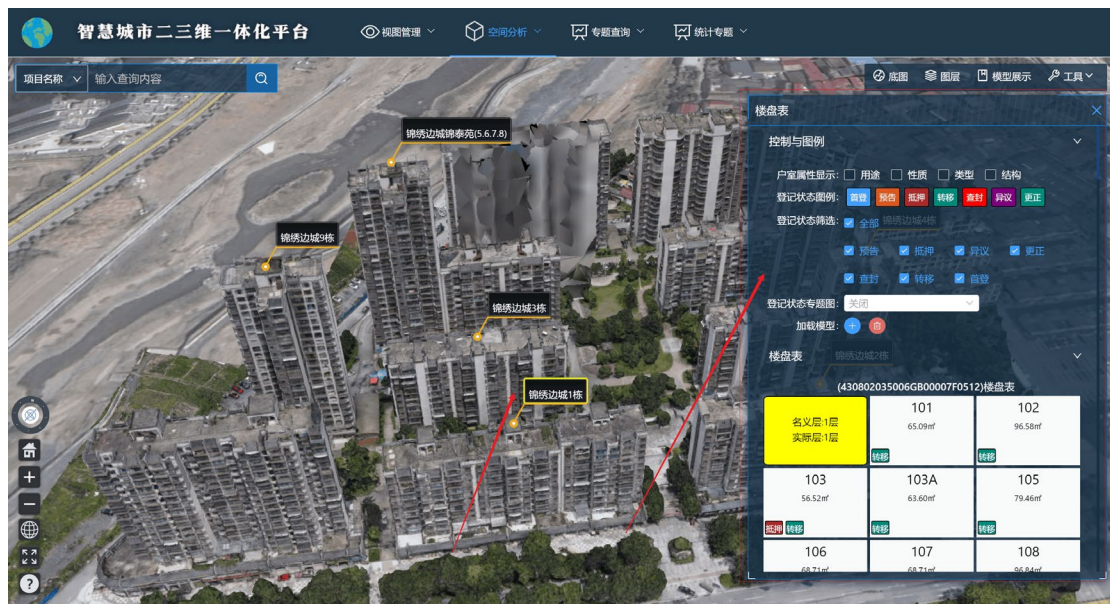 智慧城市二三维一体化平台
视图管理
空间分析
专题查询
统计专题
项目名称
输入查询内容
底图
图层
模型展示
工具
锦绣边城锦泰苑(5.6.7.8)
锦绣边城9栋
锦绣边城3栋
锦绣边城1栋
楼盘表
控制与图例
户室属性显示: 用途 性质 类型 结构
登记状态图例: 首登 预告 抵押 转移 查封 异议 更正
登记状态筛选: 全部
锦绣边城4栋
预告 抵押 异议 更正
查封 转移 首登
登记状态专题图: 关闭
加载模型:
楼盘表
锦绣边城2栋
(430802035006GB00007F0512)楼盘表
名义层:1层
实际层:1层
101
65.09㎡
转移
102
96.58㎡
转移
103
56.52㎡
抵押 转移
103A
63.60㎡
转移
105
79.46㎡
转移
106
68.71㎡
107
68.71㎡
108
96.84㎡
?